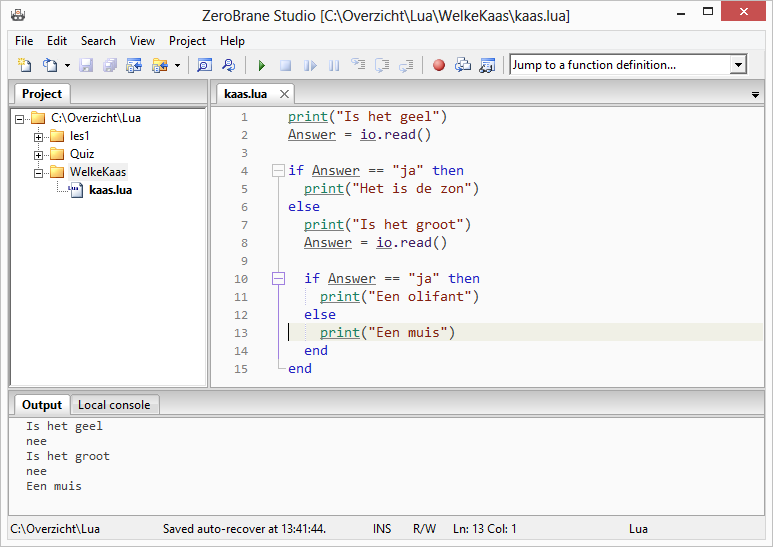 ZeroBrane Studio [C:\Overzicht\Lua\WelkeKaas\kaas.lua]
File Edit Search View Project Help
Jump to a function definition...
Project
kaas.lua
C:\Overzicht\Lua
les1
Quiz
WelkeKaas
kaas.lua
1 print("Is het geel")
2 Answer = io.read()
3
4 if Answer == "ja" then
5 print("Het is de zon")
6 else
7 print("Is het groot")
8 Answer = io.read()
9
10 if Answer == "ja" then
11 print("Een olifant")
12 else
13 print("Een muis")
14 end
15 end
Output Local console
Is het geel
nee
Is het groot
nee
Een muis
C:\Overzicht\Lua Saved auto-recover at 13:41:44. INS R/W Ln: 13 Col: 1 Lua